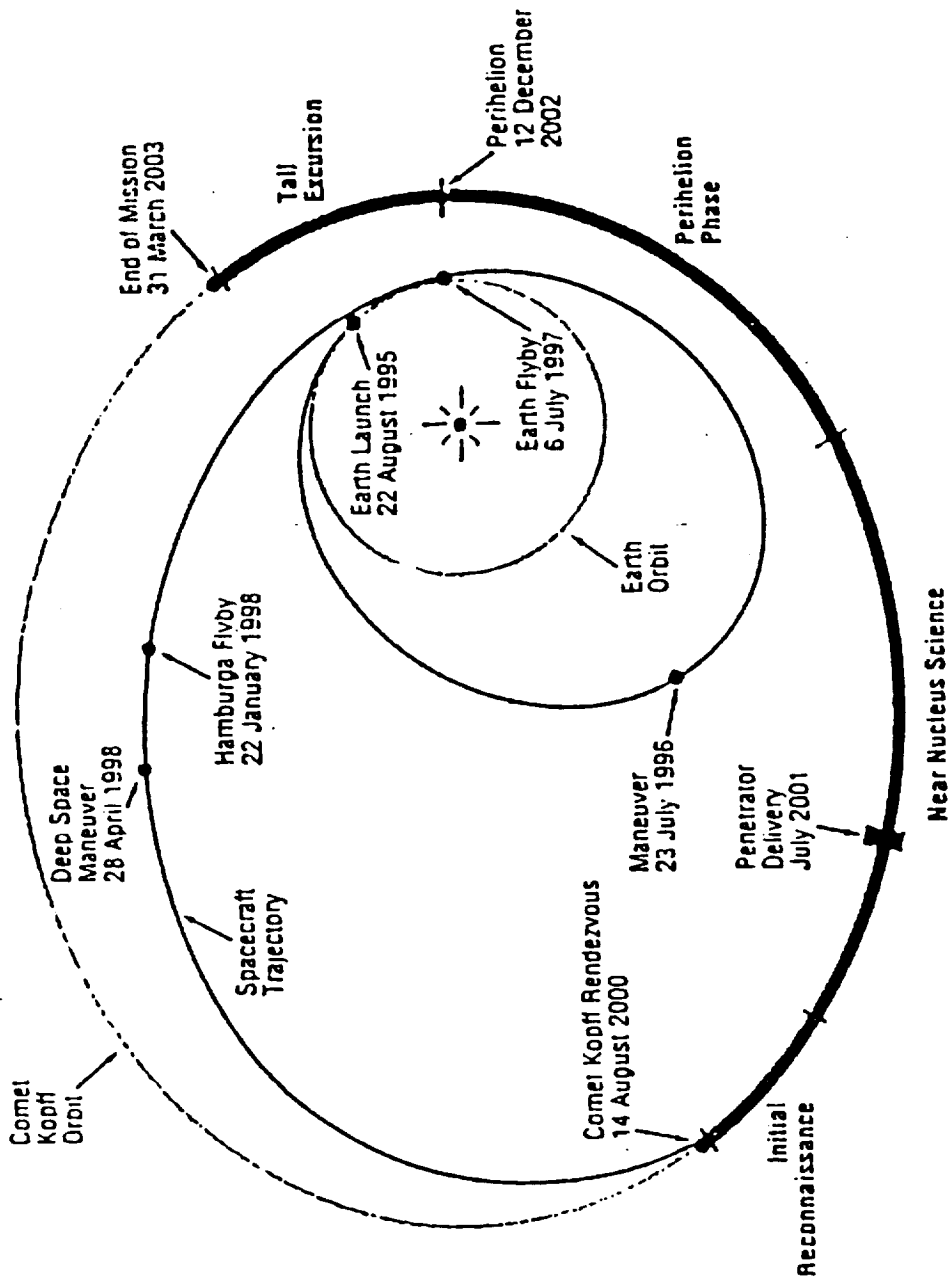 Comet
Kopff
Orbit
Deep Space
Maneuver
28 April 1998
Hamburga Flyby
22 January 1998
End of Mission
31 March 2003
Tail
Excursion
Spacecraft
Trajectory
Earth Launch
22 August 1995
Perihelion
12 December
2002
Earth Flyby
6 July 1997
Earth
Orbit
Comet Kopff Rendezvous
14 August 2000
Maneuver
23 July 1996
Perihelion
Phase
Penetrator
Delivery
July 2001
Initial
Reconnaissance
Near Nucleus Science